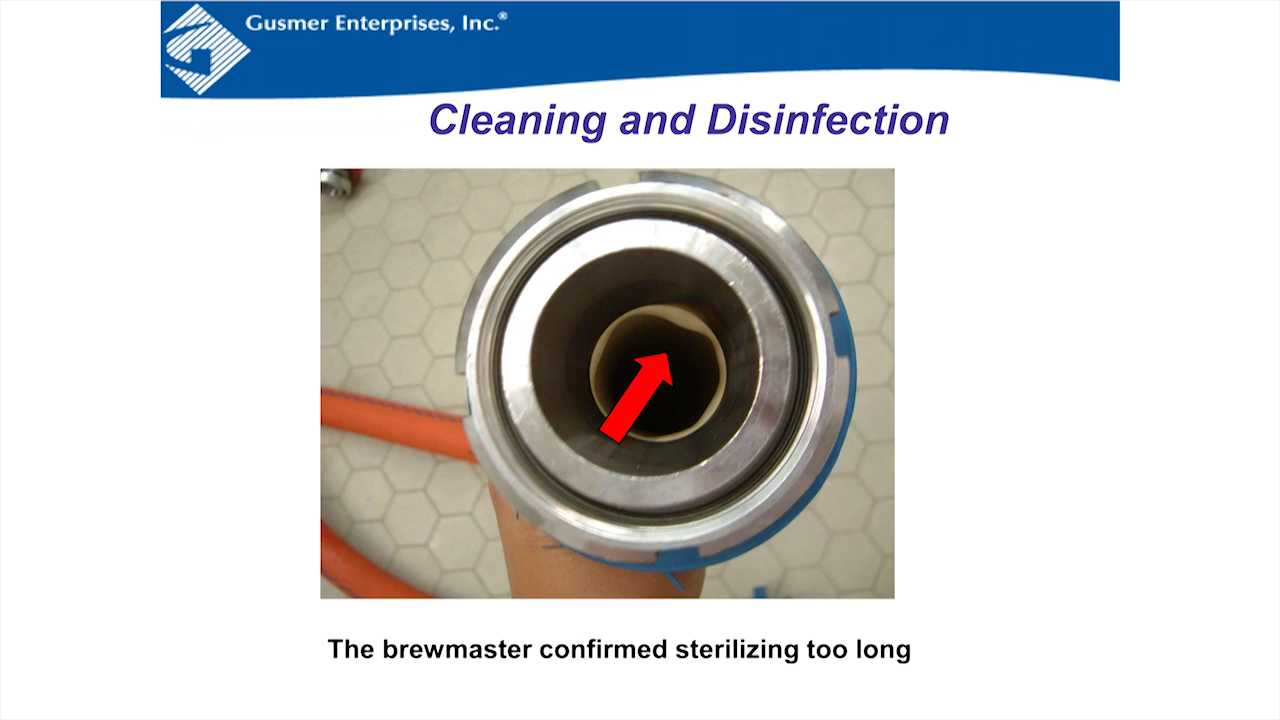 Gusmer Enterprises, Inc.®
Cleaning and Disinfection
The brewmaster confirmed sterilizing too long